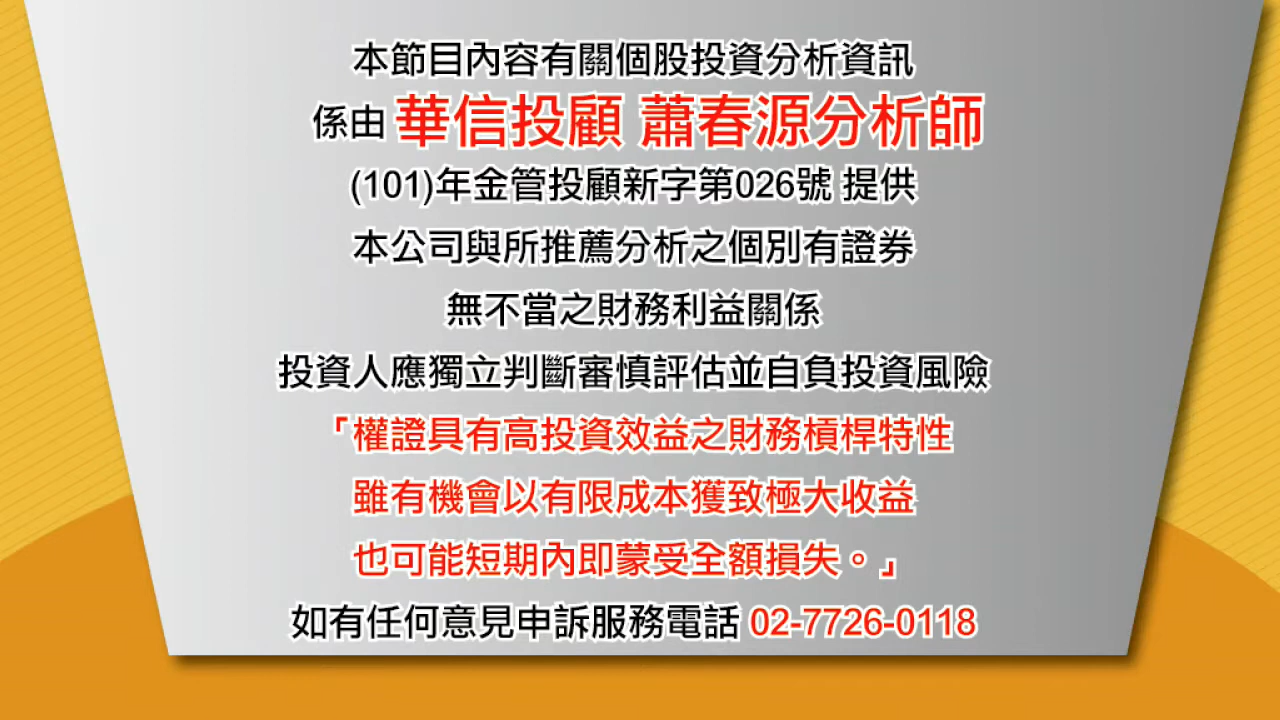 本節目內容有關個股投資分析資訊
係由 華信投顧 蕭春源分析師
(101)年金管投顧新字第026號 提供
本公司與所推薦分析之個別有證券
無不當之財務利益關係
投資人應獨立判斷審慎評估並自負投資風險
「權證具有高投資效益之財務槓桿特性
雖有機會以有限成本獲致極大收益
也可能短期內即蒙受全額損失。」
如有任何意見申訴服務電話 02-7726-0118